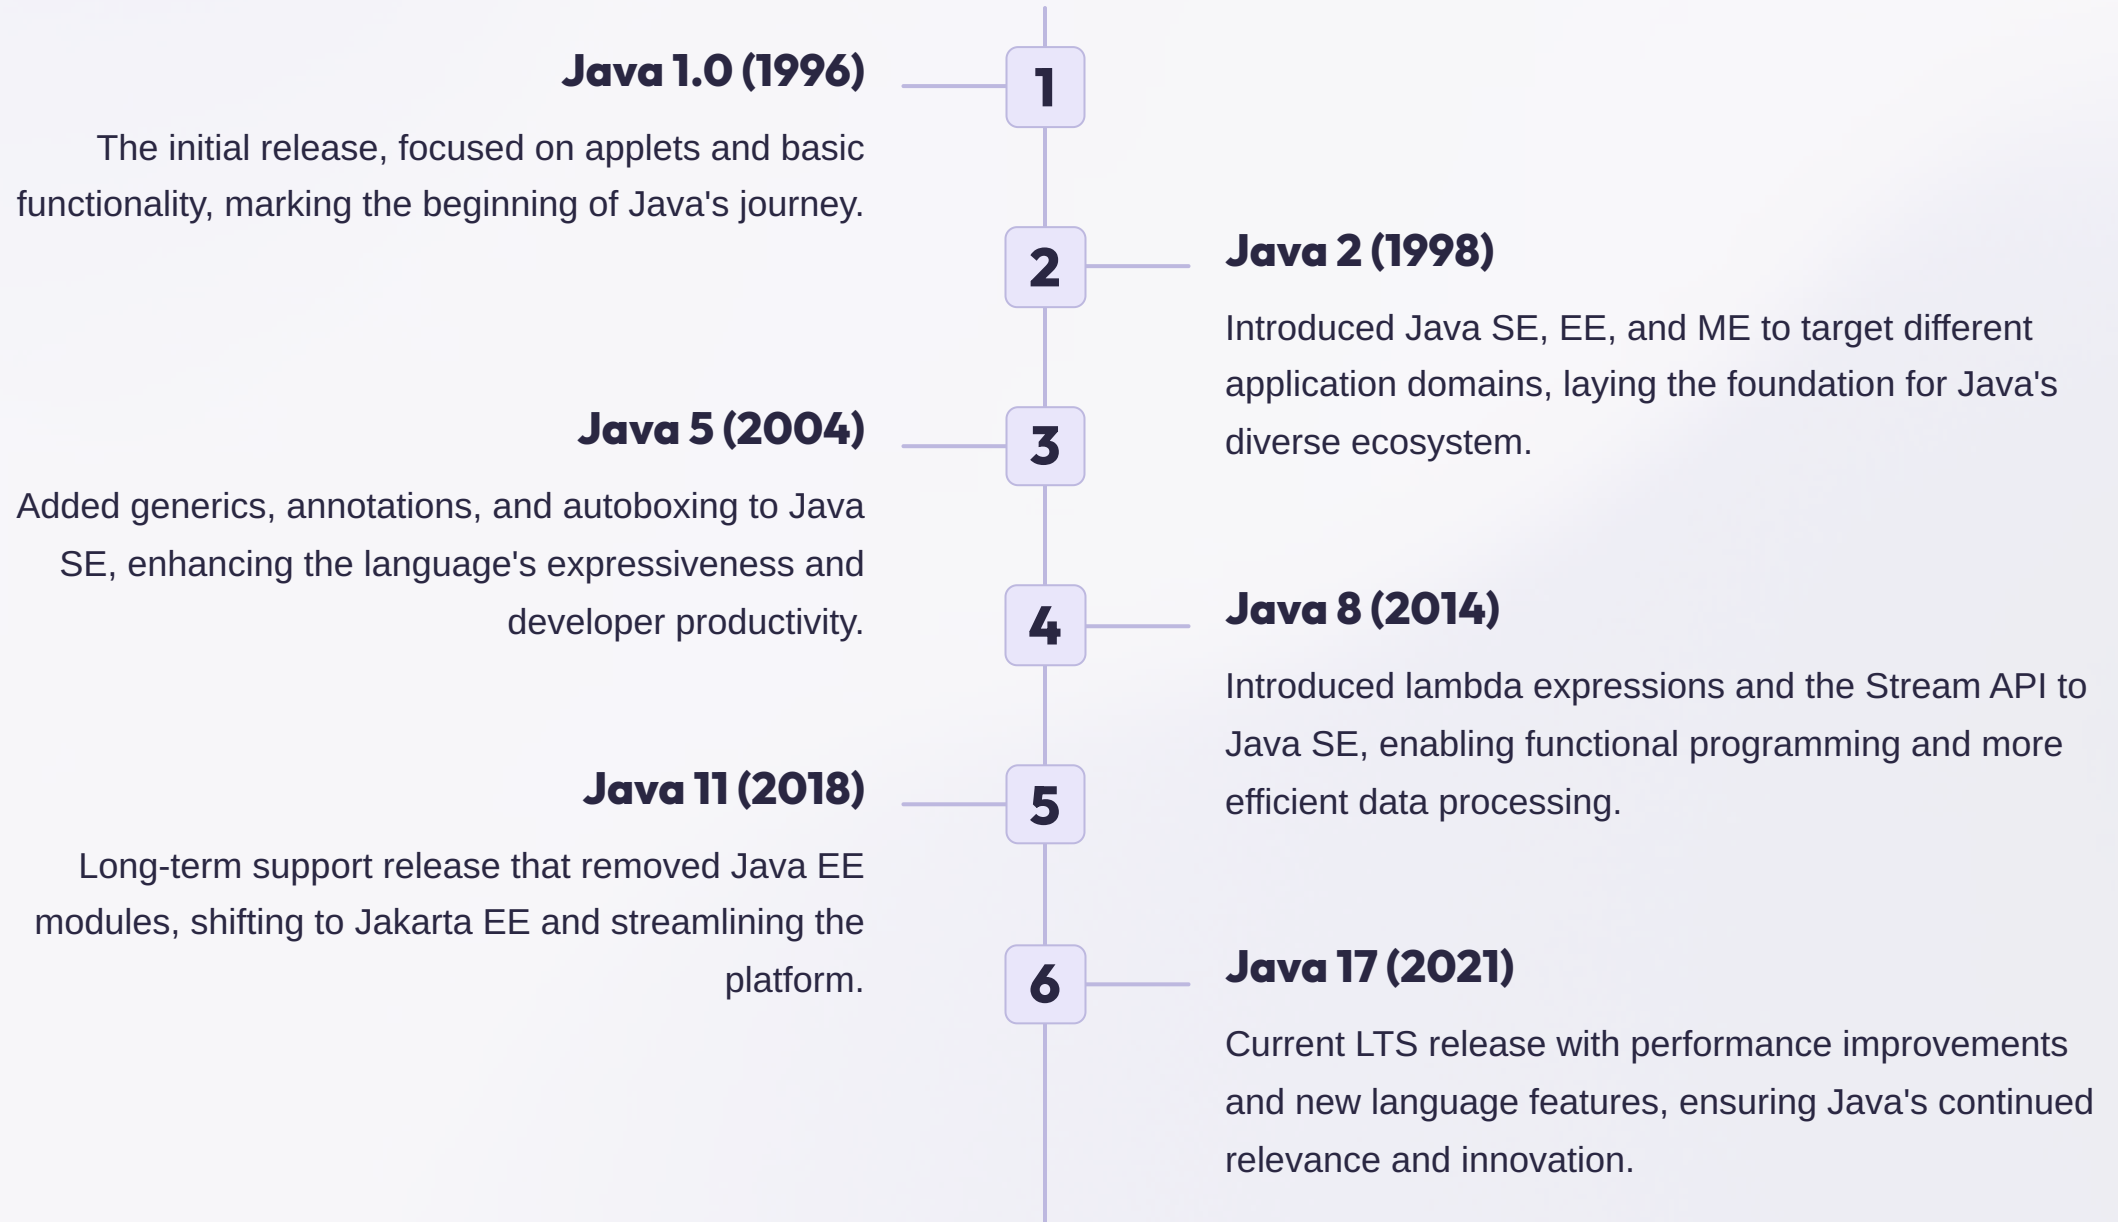 Java 1.0 (1996)
1
The initial release, focused on applets and basic
functionality, marking the beginning of Java's journey.
2
Java 2 (1998)
Introduced Java SE, EE, and ME to target different
application domains, laying the foundation for Java's
diverse ecosystem.
Java 5 (2004)
3
Added generics, annotations, and autoboxing to Java
SE, enhancing the language's expressiveness and
developer productivity.
4
Java 8 (2014)
Introduced lambda expressions and the Stream API to
Java SE, enabling functional programming and more
efficient data processing.
Java 11 (2018)
5
Long-term support release that removed Java EE
modules, shifting to Jakarta EE and streamlining the
platform.
6
Java 17 (2021)
Current LTS release with performance improvements
and new language features, ensuring Java's continued
relevance and innovation.